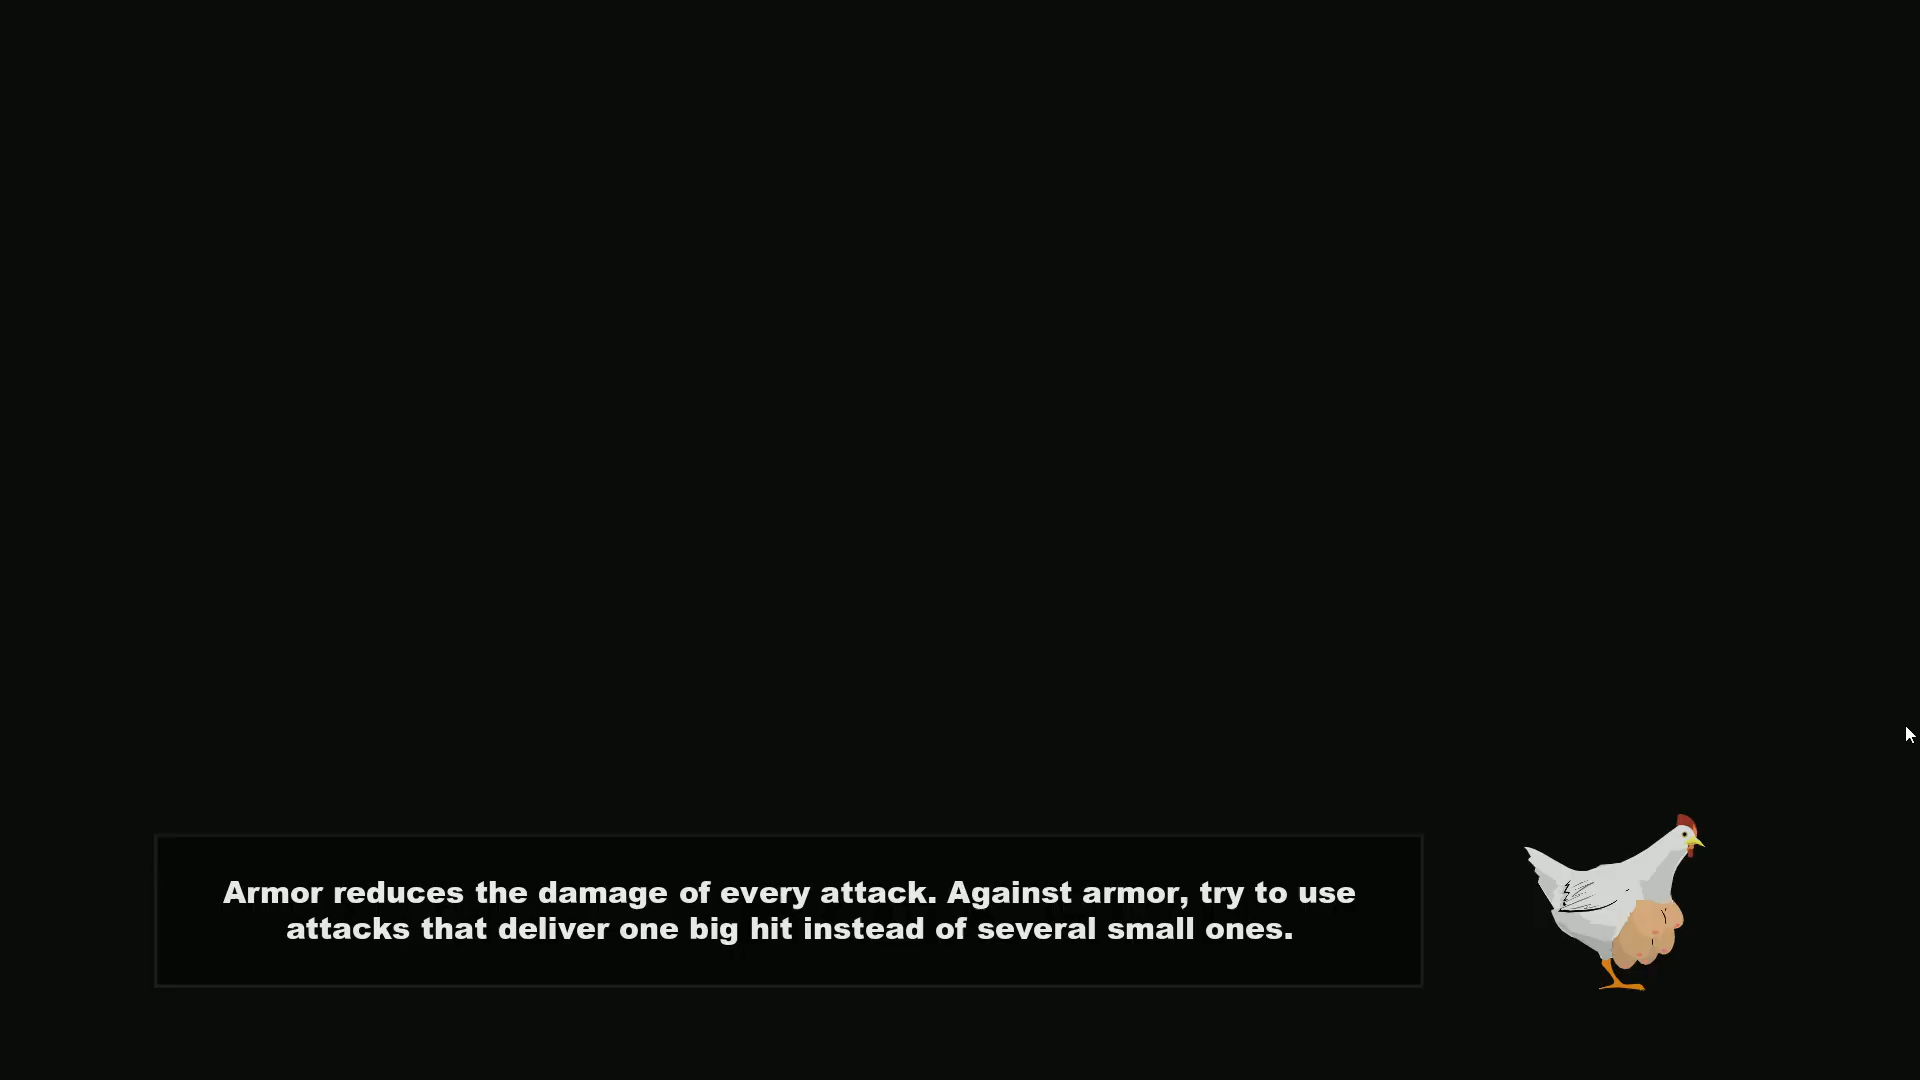 Armor reduces the damage of every attack. Against armor, try to use
attacks that deliver one big hit instead of several small ones.